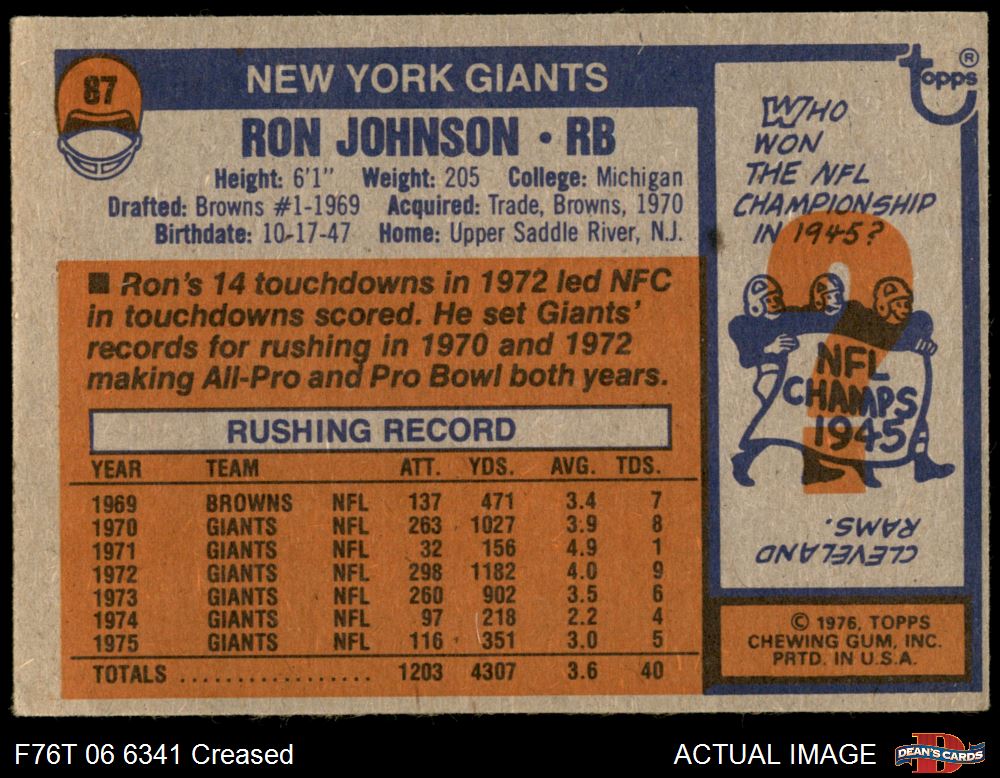 87
NEW YORK GIANTS
RON JOHNSON • RB
Height: 6'1" Weight: 205 College: Michigan
Drafted: Browns #1-1969 Acquired: Trade, Browns, 1970
Birthdate: 10-17-47 Home: Upper Saddle River, N.J.
■ Ron's 14 touchdowns in 1972 led NFC
in touchdowns scored. He set Giants'
records for rushing in 1970 and 1972
making All-Pro and Pro Bowl both years.
RUSHING RECORD
YEAR TEAM ATT. YDS. AVG. TDS.
1969 BROWNS NFL 137 471 3.4 7
1970 GIANTS NFL 263 1027 3.9 8
1971 GIANTS NFL 32 156 4.9 1
1972 GIANTS NFL 298 1182 4.0 9
1973 GIANTS NFL 260 902 3.5 6
1974 GIANTS NFL 97 218 2.2 4
1975 GIANTS NFL 116 351 3.0 5
TOTALS ................. 1203 4307 3.6 40
topps ®
WHO
WON
THE NFL
CHAMPIONSHIP
IN 1945?
?
NFL
CHAMPS
1945
CLEVELAND
RAMS.
© 1976, TOPPS
CHEWING GUM, INC.
PRTD. IN U.S.A.
F76T 06 6341 Creased
ACTUAL IMAGE
DEAN'S CARDS